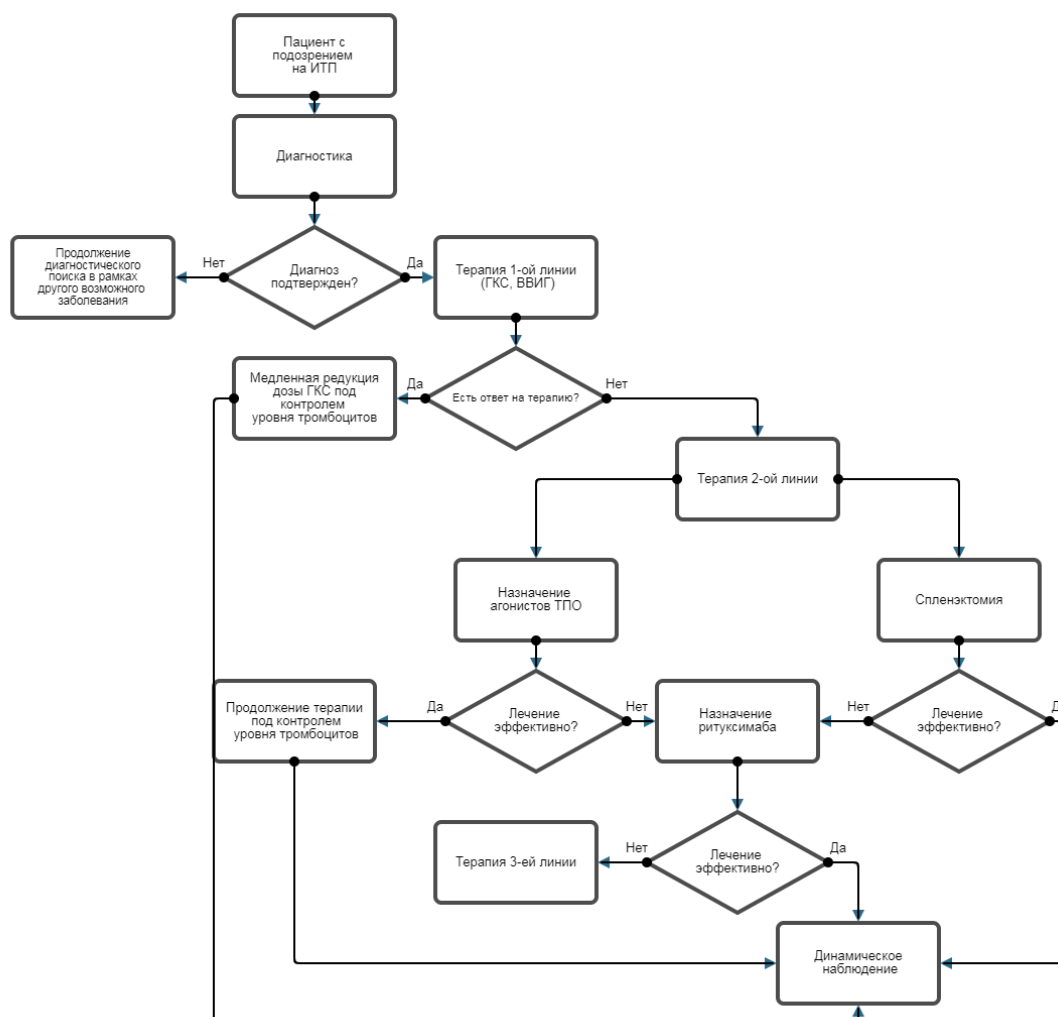 Пациент с
подозрением
на ИТП
Диагностика
Диагноз
подтвержден?
Нет
Да
Продолжение
диагностического
поиска в рамках
другого возможного
заболевания
Терапия 1-ой линии
(ГКС, ВВИГ)
Есть ответ на терапию?
Да
Нет
Медленная редукция
дозы ГКС под
контролем
уровня тромбоцитов
Терапия 2-ой линии
Назначение
агонистов ТПО
Спленэктомия
Продолжение терапии
под контролем
уровня тромбоцитов
Да
Лечение
эффективно?
Нет
Назначение
ритуксимаба
Нет
Лечение
эффективно?
Терапия 3-ей линии
Нет
Лечение
эффективно?
Да
Динамическое
наблюдение